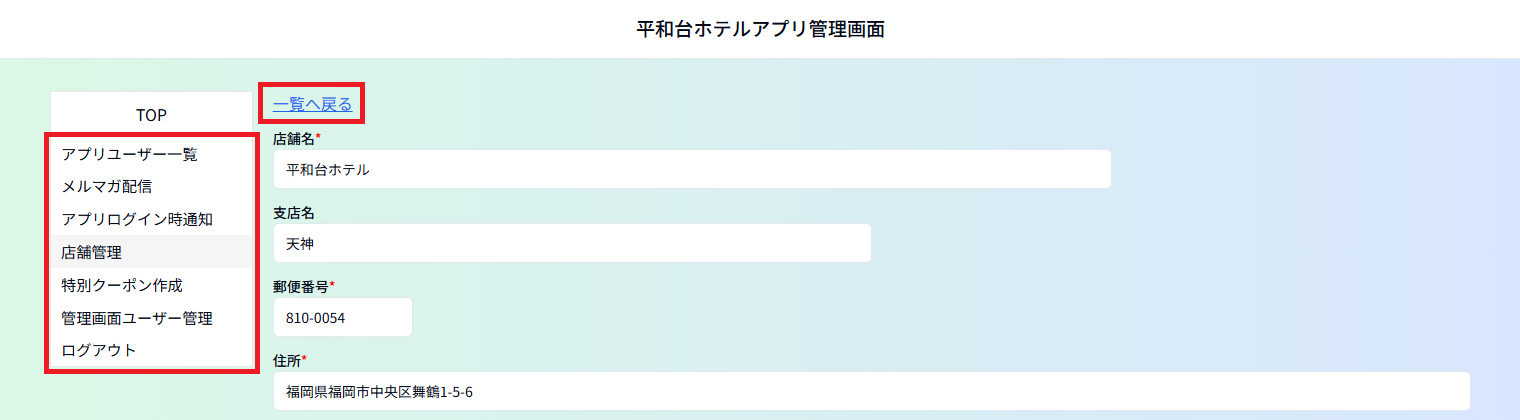 平和台ホテルアプリ管理画面
TOP
アプリユーザー一覧
メルマガ配信
アプリログイン時通知
店舗管理
特別クーポン作成
管理画面ユーザー管理
ログアウト
一覧へ戻る
店舗名*
平和台ホテル
支店名
天神
郵便番号*
810-0054
住所*
福岡県福岡市中央区舞鶴1-5-6